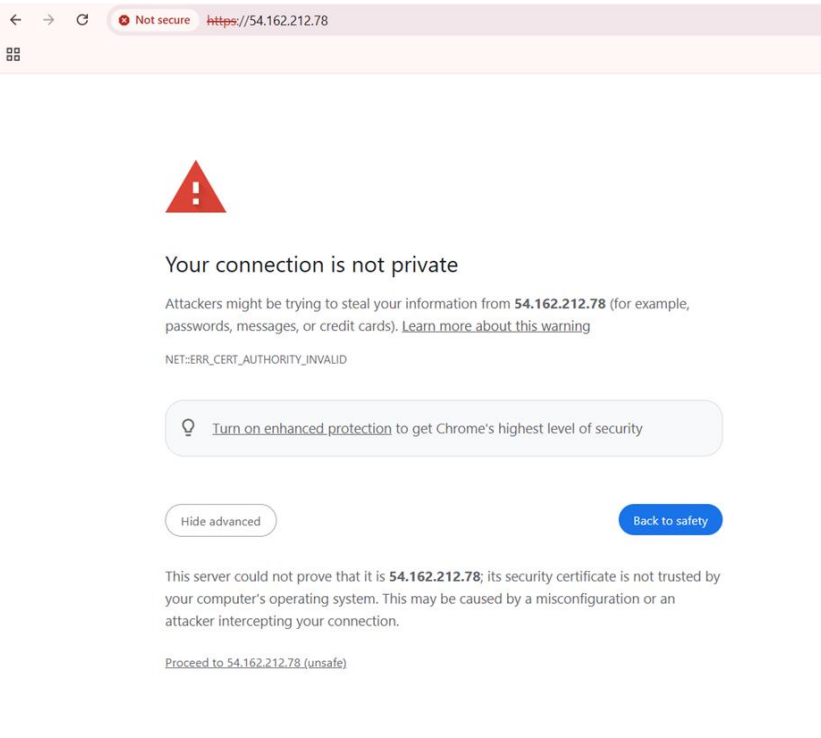 Not secure https://54.162.212.78
Your connection is not private
Attackers might be trying to steal your information from 54.162.212.78 (for example,
passwords, messages, or credit cards). Learn more about this warning
NET::ERR_CERT_AUTHORITY_INVALID
Turn on enhanced protection to get Chrome's highest level of security
Hide advanced
Back to safety
This server could not prove that it is 54.162.212.78; its security certificate is not trusted by
your computer's operating system. This may be caused by a misconfiguration or an
attacker intercepting your connection.
Proceed to 54.162.212.78 (unsafe)